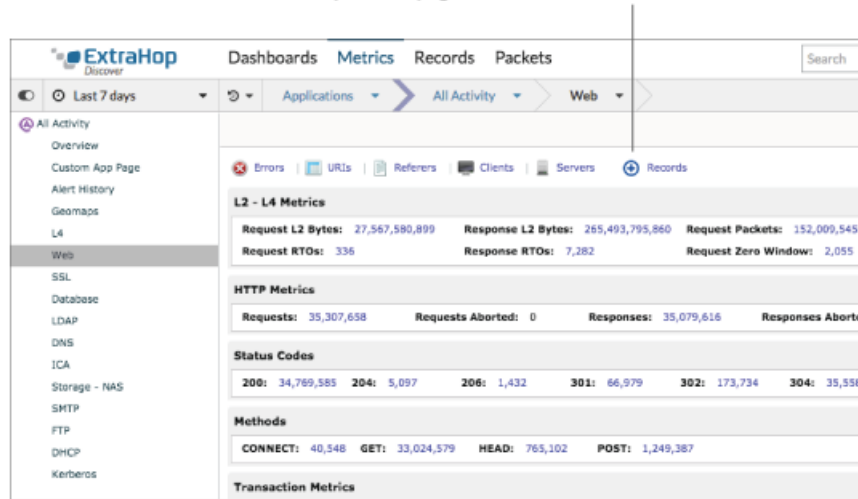 ExtraHop
Discover
Dashboards Metrics Records Packets
Search
Last 7 days
Applications
All Activity
Web
All Activity
Overview
Custom App Page
Alert History
Geomaps
L4
Web
SSL
Database
LDAP
DNS
ICA
Storage - NAS
SMTP
FTP
DHCP
Kerberos
Errors | URIs | Referers | Clients | Servers Records
L2 - L4 Metrics
Request L2 Bytes: 27,567,580,899 Response L2 Bytes: 265,493,795,860 Request Packets: 152,009,545
Request RTOs: 336 Response RTOs: 7,282 Request Zero Window: 2,055
HTTP Metrics
Requests: 35,307,658 Requests Aborted: 0 Responses: 35,079,616 Responses Aborte
Status Codes
200: 34,769,585 204: 5,097 206: 1,432 301: 66,979 302: 173,734 304: 35,558
Methods
CONNECT: 40,548 GET: 33,024,579 HEAD: 765,102 POST: 1,249,387
Transaction Metrics